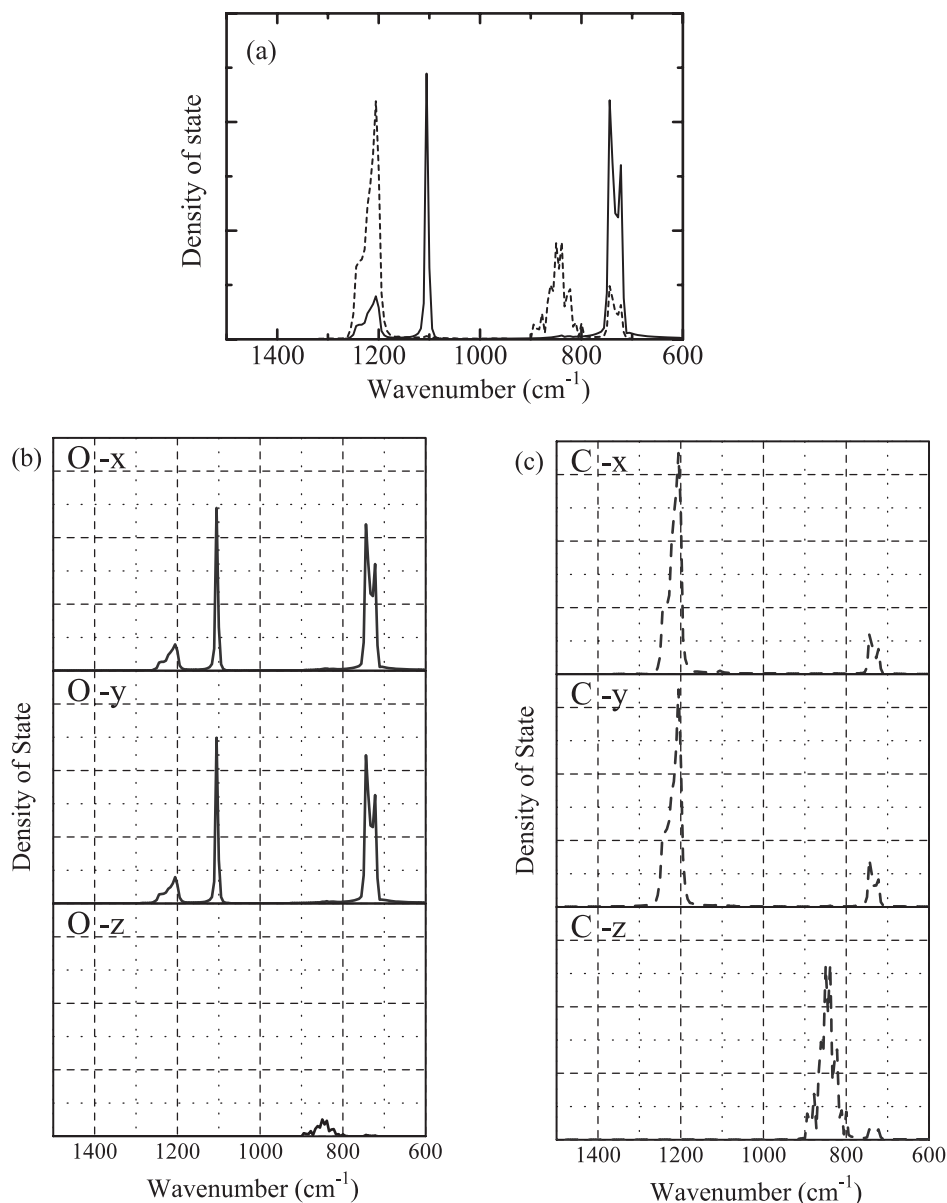 (a)
Density of state
1400 1200 1000 800 600
Wavenumber (cm⁻¹)
(b)
O -x
O -y
O -z
Density of State
1400 1200 1000 800 600
Wavenumber (cm⁻¹)
(c)
C -x
C -y
C -z
Density of State
1400 1200 1000 800 600
Wavenumber (cm⁻¹)